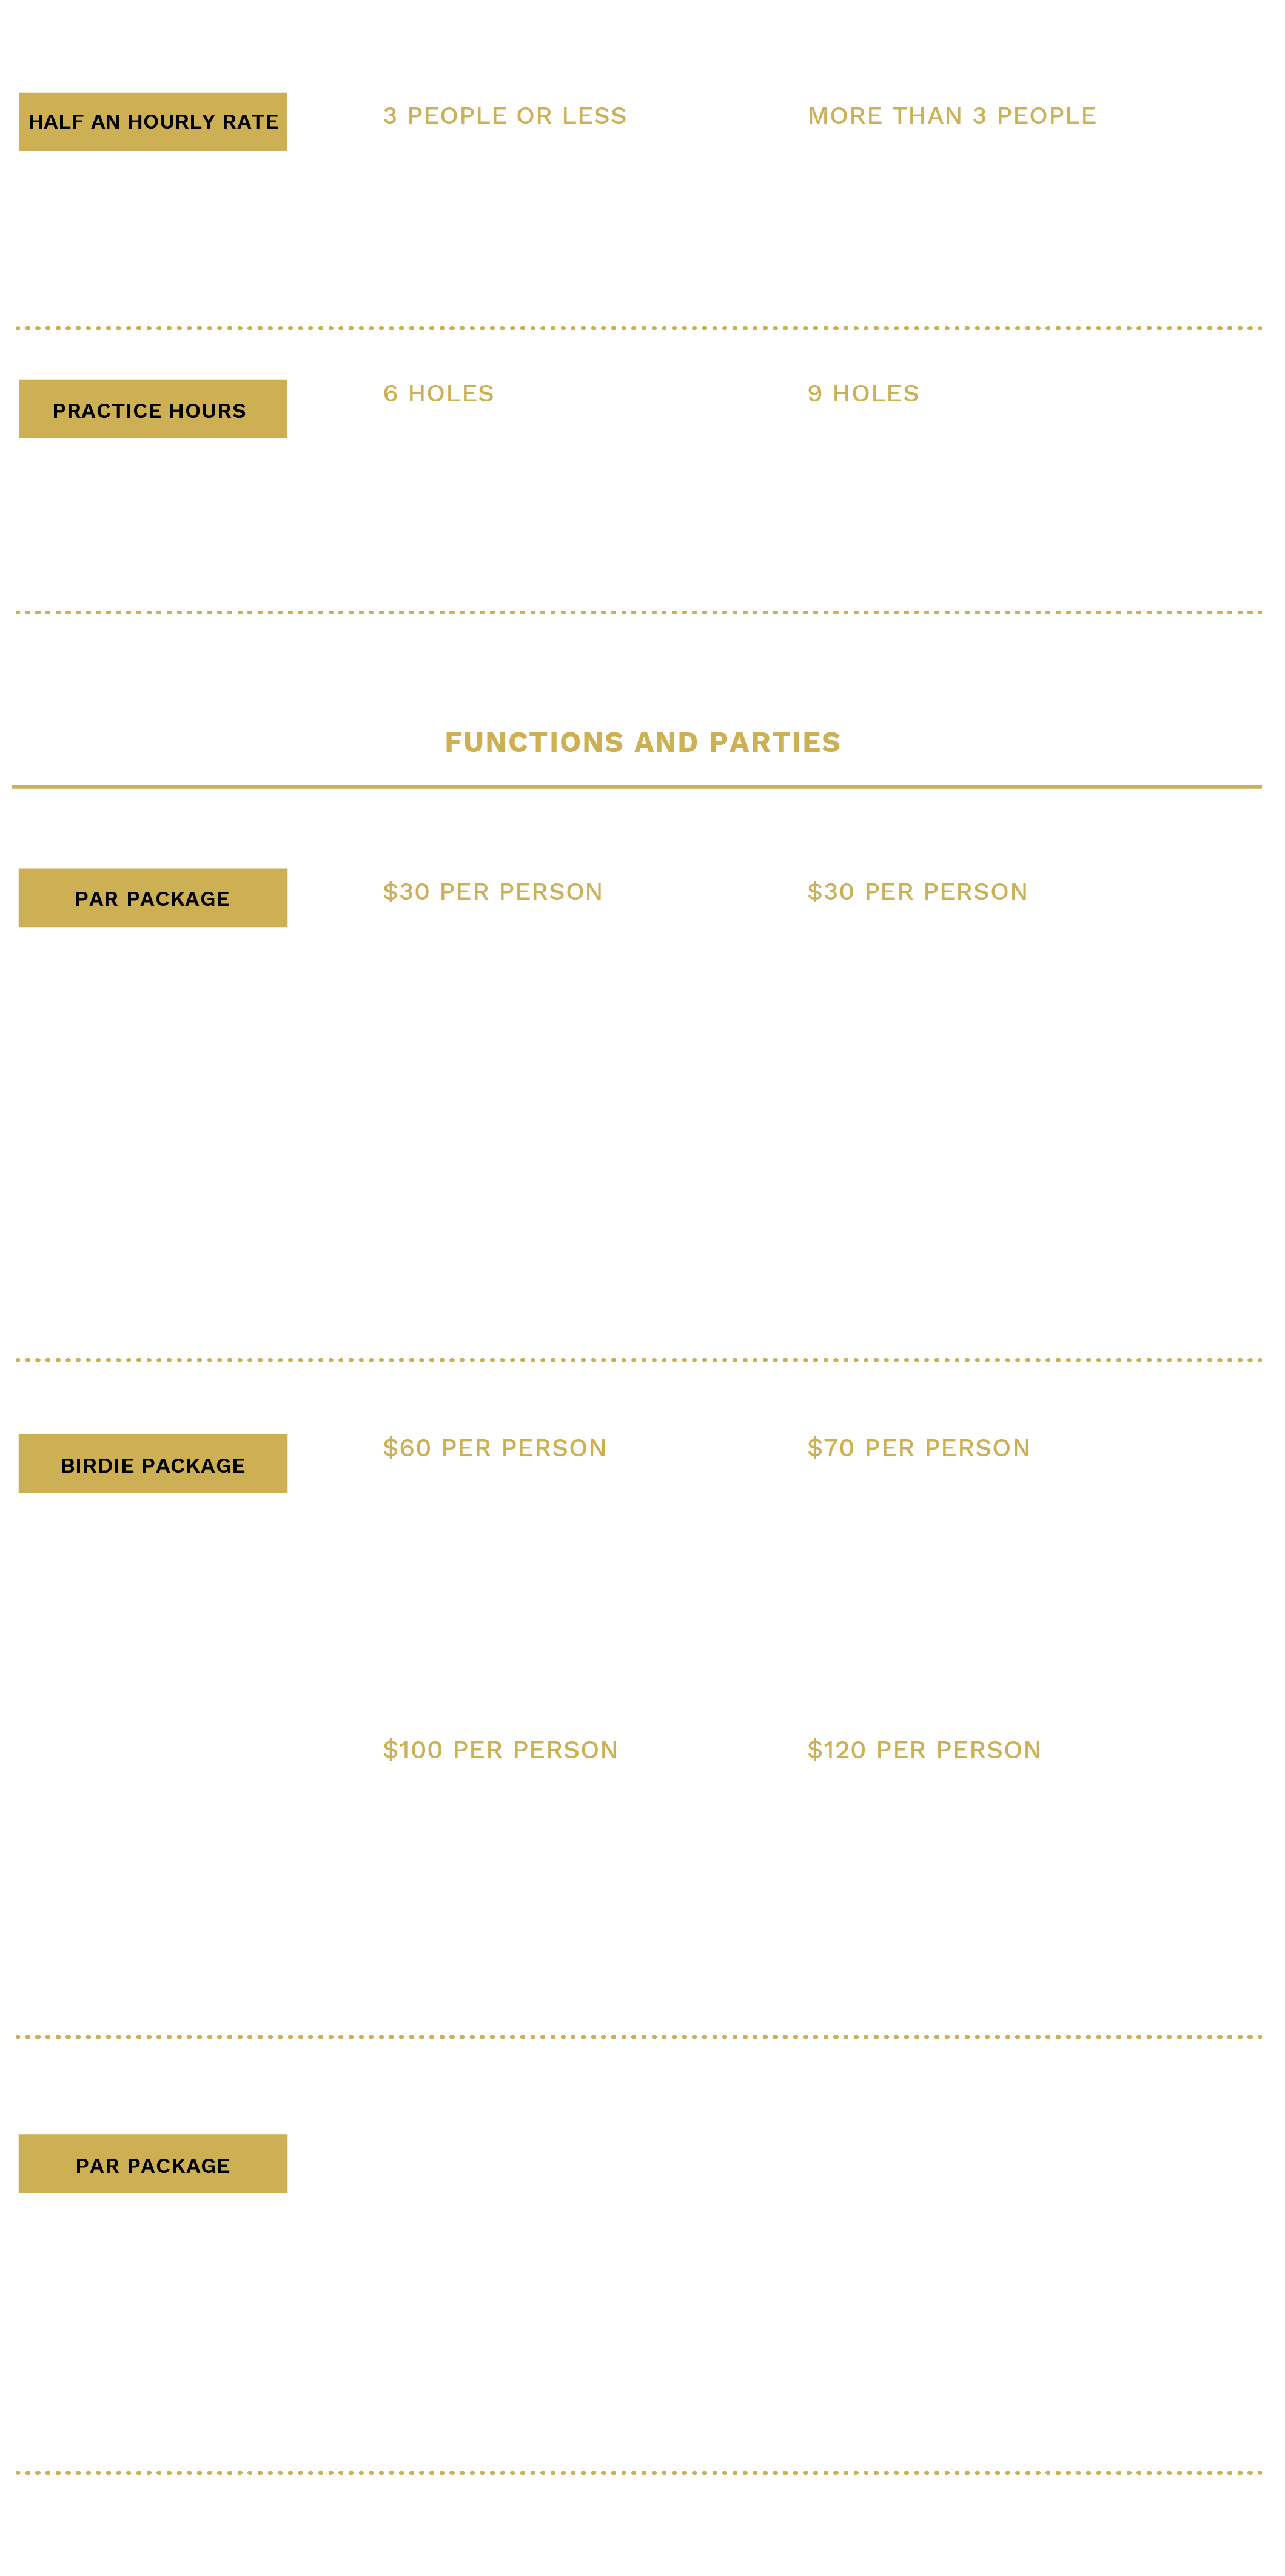 HALF AN HOURLY RATE
3 PEOPLE OR LESS
MORE THAN 3 PEOPLE
PRACTICE HOURS
6 HOLES
9 HOLES
FUNCTIONS AND PARTIES
PAR PACKAGE
$30 PER PERSON
$30 PER PERSON
BIRDIE PACKAGE
$60 PER PERSON
$70 PER PERSON
$100 PER PERSON
$120 PER PERSON
PAR PACKAGE